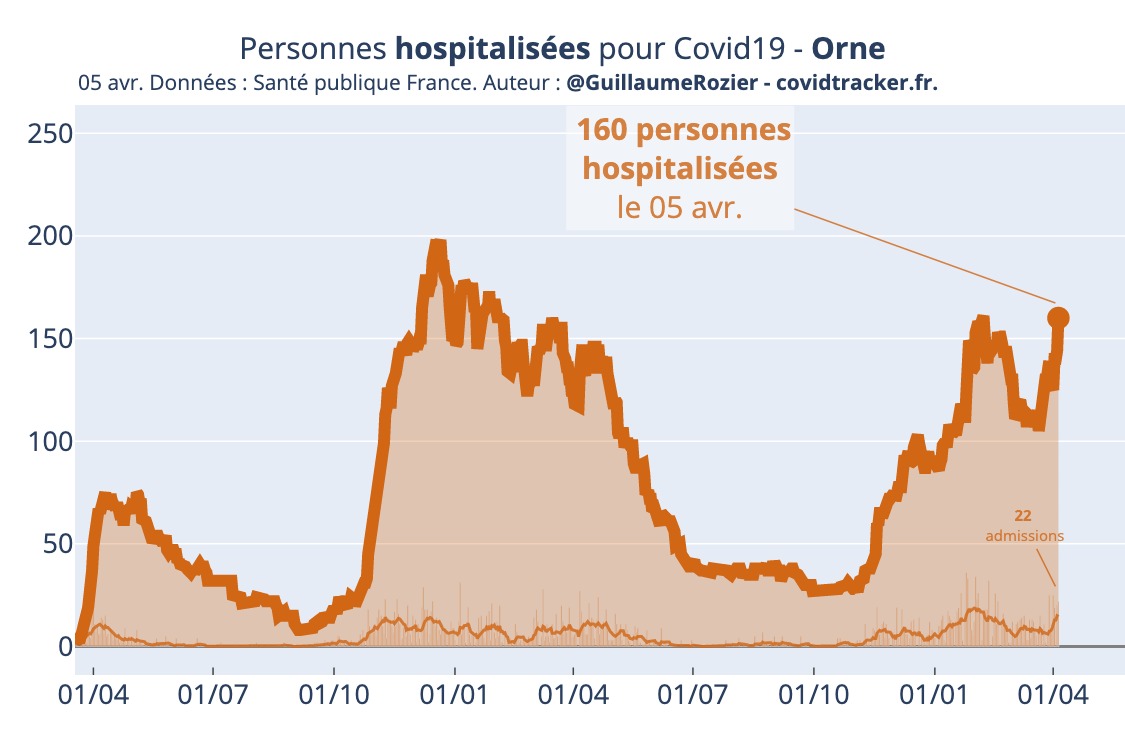 Personnes hospitalisées pour Covid19 - Orne
05 avr. Données : Santé publique France. Auteur : @GuillaumeRozier - covidtracker.fr.
250
160 personnes
hospitalisées
le 05 avr.
200
150
100
22
admissions
50
0
01/04 01/07 01/10 01/01 01/04 01/07 01/10 01/01 01/04